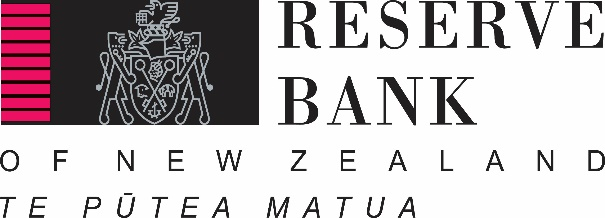 RESERVE
BANK
OF NEW ZEALAND
TE PŪTEA MATUA